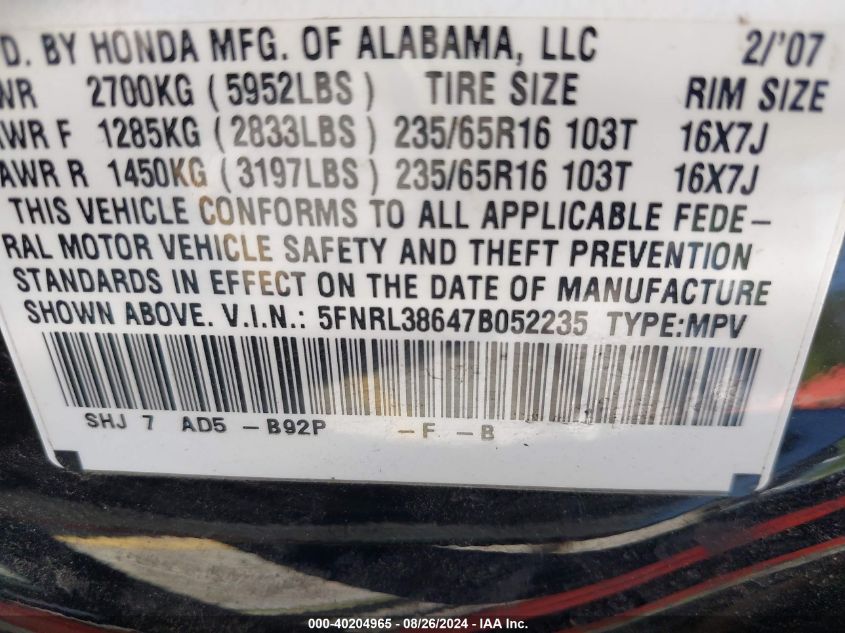 D. BY HONDA MFG. OF ALABAMA, LLC 2/'07
WR 2700KG (5952LBS) TIRE SIZE RIM SIZE
AWR F 1285KG (2833LBS) 235/65R16 103T 16X7J
AWR R 1450KG (3197LBS) 235/65R16 103T 16X7J
THIS VEHICLE CONFORMS TO ALL APPLICABLE FEDE-
RAL MOTOR VEHICLE SAFETY AND THEFT PREVENTION
STANDARDS IN EFFECT ON THE DATE OF MANUFACTURE
SHOWN ABOVE. V.I.N.: 5FNRL38647B052235 TYPE:MPV
SHJ 7 AD5 -B92P -F -B
000-40204965 - 08/26/2024 - IAA Inc.